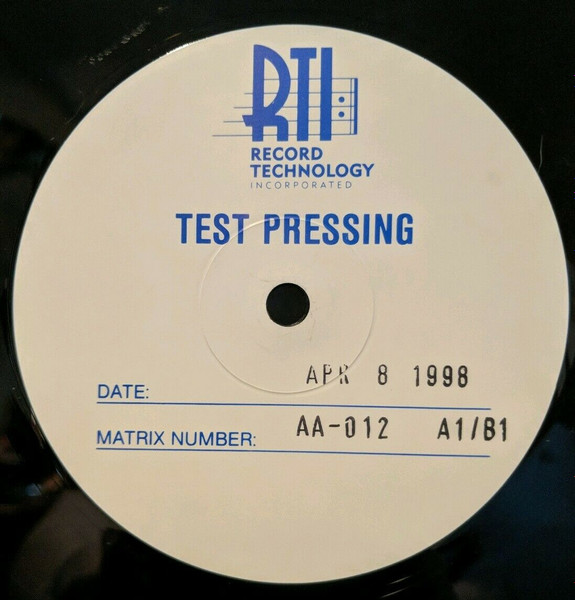 RTI
RECORD
TECHNOLOGY
INCORPORATED
TEST PRESSING
DATE: APR 8 1998
MATRIX NUMBER: AA-012 A1/B1